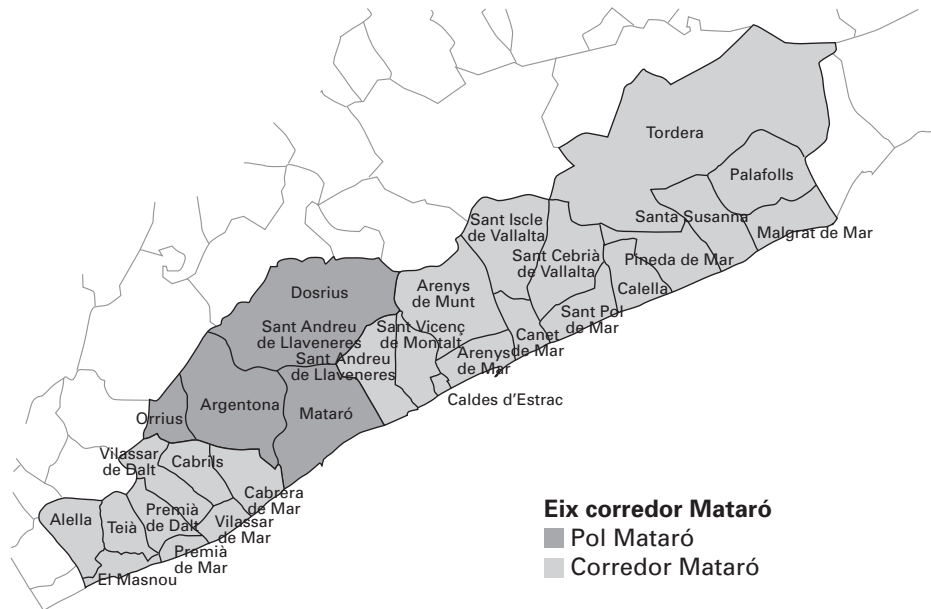 Tordera
Palafolls
Sant Iscle
de Vallalta
Santa Susanna
Malgrat de Mar
Sant Cebrià
de Vallalta
Pineda de Mar
Dosrius
Arenys
de Munt
Calella
Sant Andreu
de Llaveneres
Sant Vicenç
de Montalt
Sant Pol
de Mar
Canet
de Mar
Sant Andreu
de Llaveneres
Arenys
de Mar
Caldes d’Estrac
Argentona
Mataró
Orrius
Vilassar
de Dalt
Cabrils
Cabrera
de Mar
Alella
Teià
Premià
de Dalt
Vilassar
de Mar
Premià
de Mar
El Masnou
Eix corredor Mataró
Pol Mataró
Corredor Mataró